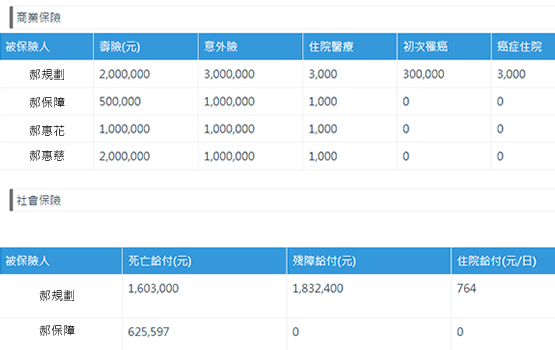 商業保險
被保險人 壽險(元) 意外險 住院醫療 初次罹癌 癌症住院
郝規劃 2,000,000 3,000,000 3,000 300,000 3,000
郝保障 500,000 1,000,000 1,000 0 0
郝惠花 1,000,000 1,000,000 1,000 0 0
郝惠慈 2,000,000 1,000,000 1,000 0 0
社會保險
被保險人 死亡給付(元) 殘障給付(元) 住院給付(元/日)
郝規劃 1,603,000 1,832,400 764
郝保障 625,597 0 0